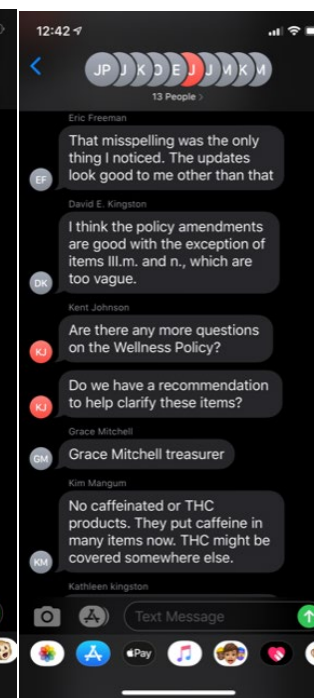 12:42
JP J K D E J J M K M
13 People >
Eric Freeman
That misspelling was the only
thing I noticed. The updates
look good to me other than that
EF
David E. Kingston
I think the policy amendments
are good with the exception of
items III.m. and n., which are
too vague.
DK
Kent Johnson
Are there any more questions
on the Wellness Policy?
KJ
Do we have a recommendation
to help clarify these items?
KJ
Grace Mitchell
Grace Mitchell treasurer
GM
Kim Mangum
No caffeinated or THC
products. They put caffeine in
many items now. THC might be
covered somewhere else.
KM
Kathleen kingston
Text Message
Pay